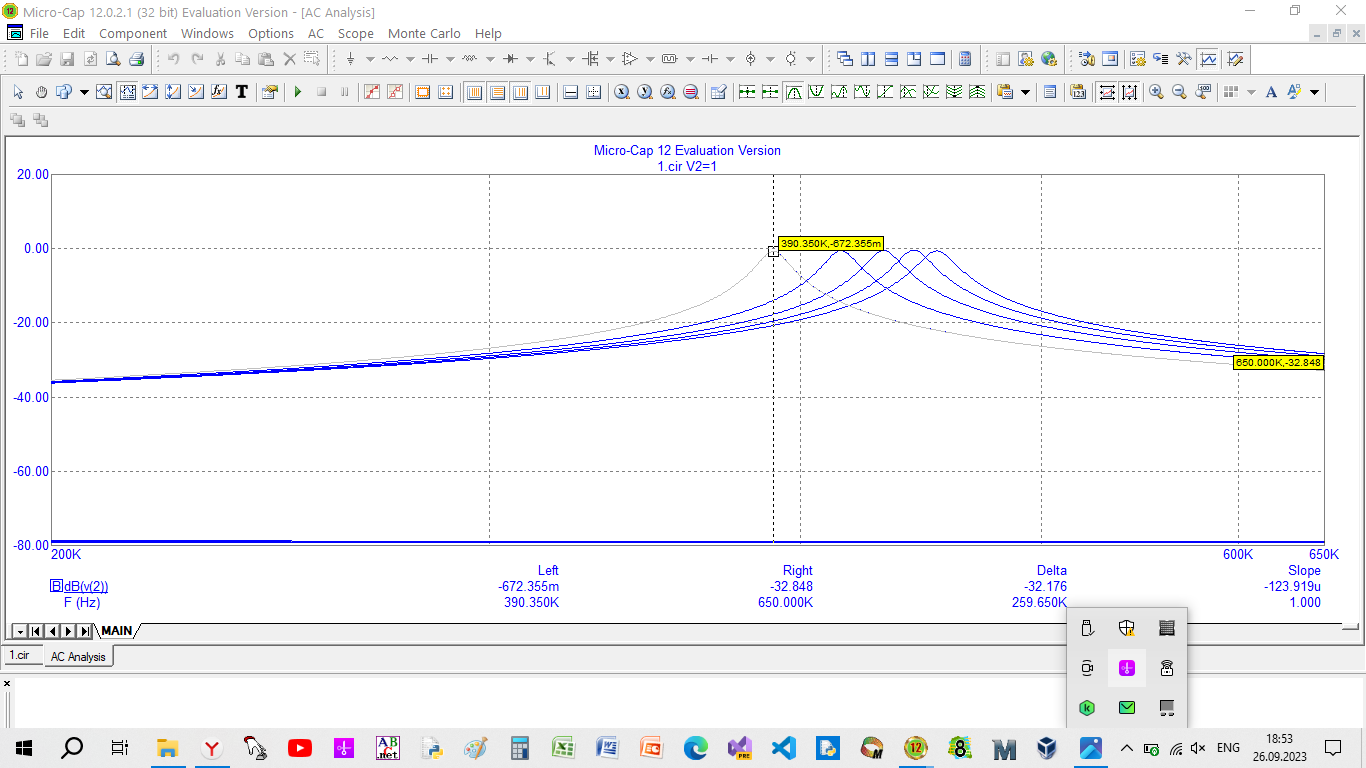 Micro-Cap 12.0.2.1 (32 bit) Evaluation Version - [AC Analysis]
File Edit Component Windows Options AC Scope Monte Carlo Help
Micro-Cap 12 Evaluation Version
1.cir V2=1
20.00
0.00
390.350K,-672.355m
-20.00
650.000K,-32.848
-40.00
-60.00
-80.00
200K 600K 650K
Left Right Delta Slope
dB(v(2)) -672.355m -32.848 -32.176 -123.919u
F (Hz) 390.350K 650.000K 259.650K 1.000
MAIN
1.cir AC Analysis
ENG
18:53
26.09.2023